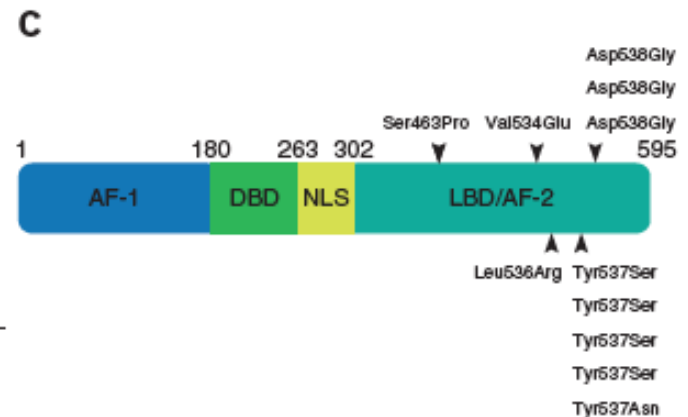 C
Asp538Gly
Asp538Gly
Ser463Pro Val534Glu Asp538Gly
1 180 263 302 595
AF-1 DBD NLS LBD/AF-2
Leu536Arg Tyr537Ser
Tyr537Ser
Tyr537Ser
Tyr537Ser
Tyr537Asn